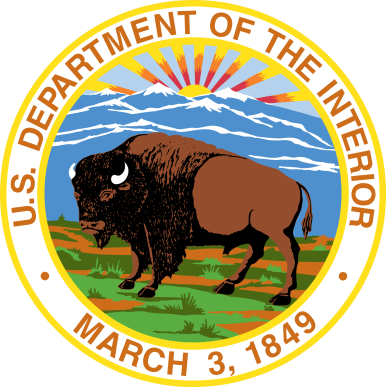 U.S. DEPARTMENT OF THE INTERIOR
MARCH 3, 1849